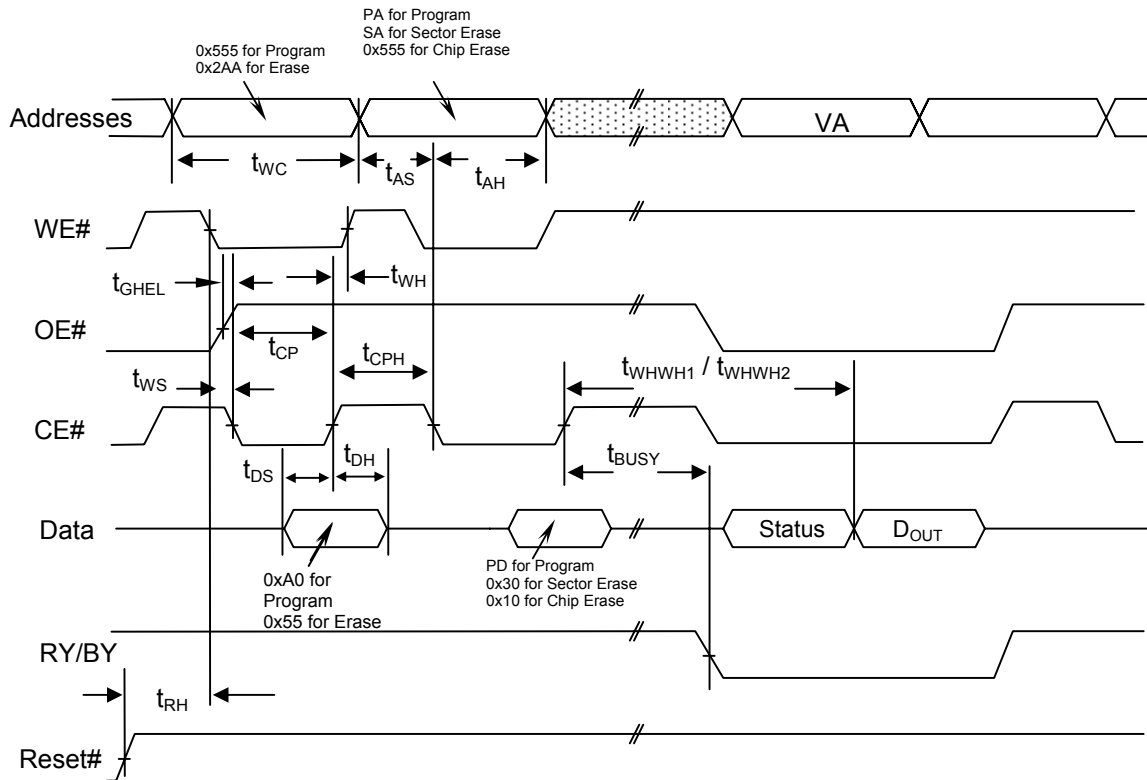 PA for Program
SA for Sector Erase
0x555 for Chip Erase
0x555 for Program
0x2AA for Erase
Addresses
VA
tWC
tAS
tAH
WE#
tGHEL
tWH
OE#
tCP
tCPH
tWHWH1 / tWHWH2
tWS
CE#
tDS
tDH
tBUSY
Data
Status
DOUT
0xA0 for
Program
0x55 for Erase
PD for Program
0x30 for Sector Erase
0x10 for Chip Erase
RY/BY
tRH
Reset#